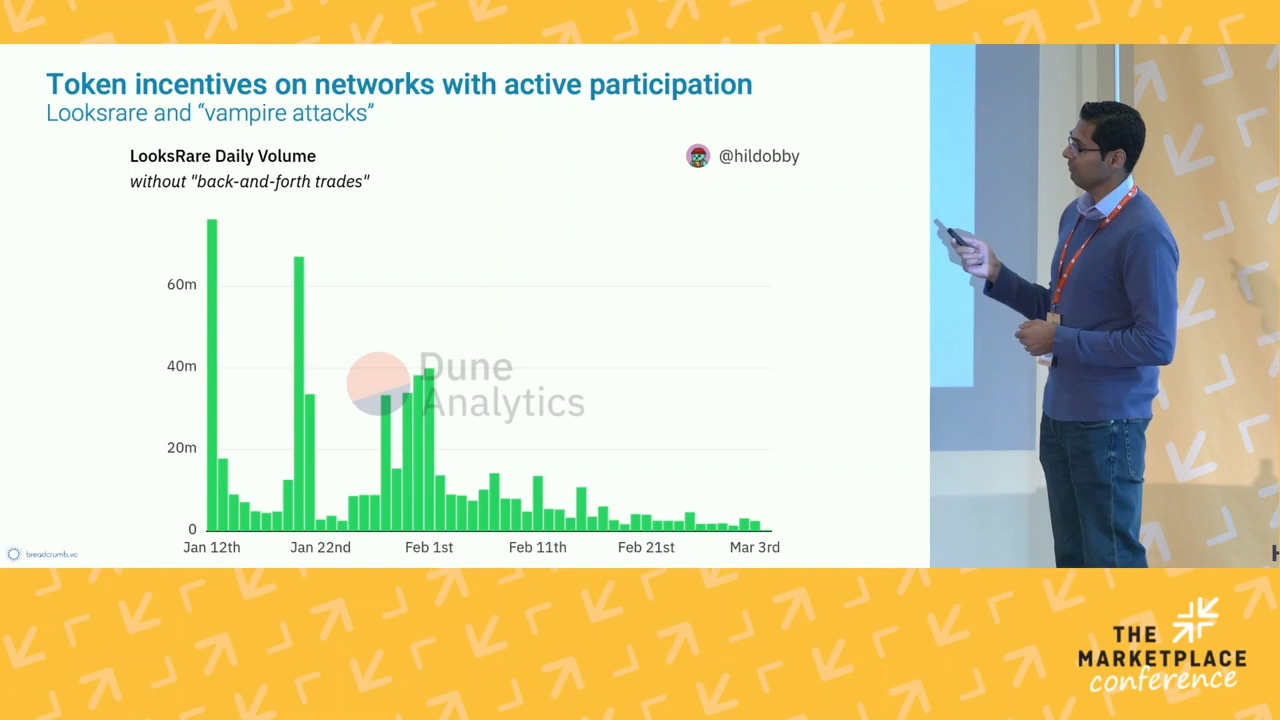 Token incentives on networks with active participation
Looksrare and “vampire attacks”
LooksRare Daily Volume
@hildobby
without "back-and-forth trades"
60m
40m
20m
0
Dune
Analytics
Jan 12th
Jan 22nd
Feb 1st
Feb 11th
Feb 21st
Mar 3rd
breadcrumb.vc
H
THE
MARKETPLACE
conference